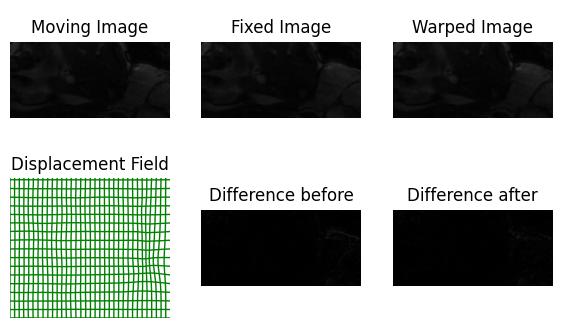 Moving Image
Fixed Image
Warped Image
Displacement Field
Difference before
Difference after